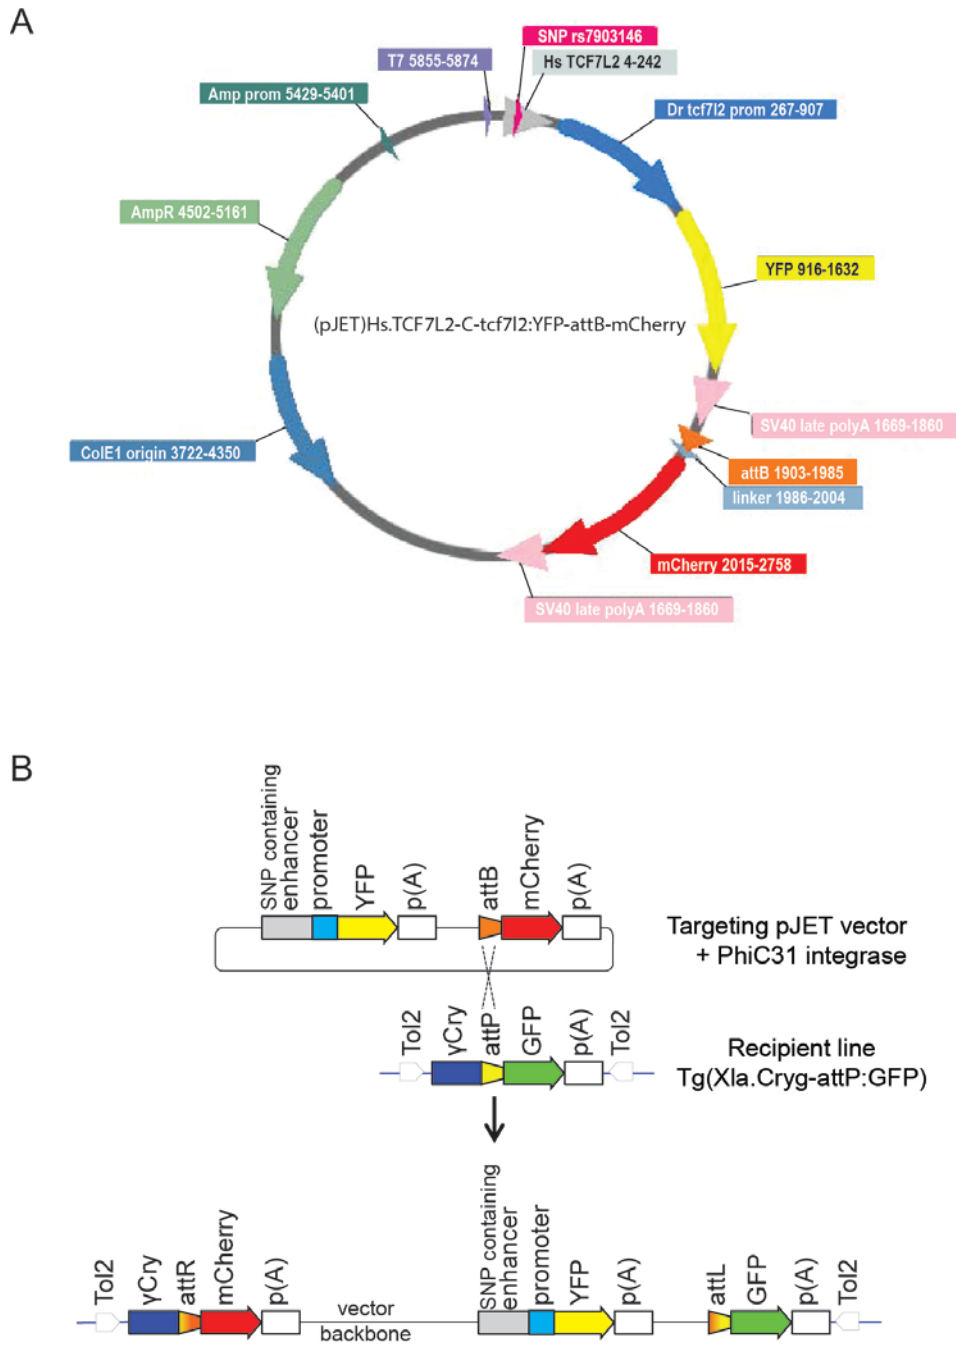 A
SNP rs7903146
T7 5855-5874
Hs TCF7L2 4-242
Amp prom 5429-5401
Dr tcf7l2 prom 267-907
AmpR 4502-5161
YFP 916-1632
(pJET)Hs.TCF7L2-C-tcf7l2:YFP-attB-mCherry
SV40 late polyA 1669-1860
ColE1 origin 3722-4350
attB 1903-1985
linker 1986-2004
mCherry 2015-2758
SV40 late polyA 1669-1860
B
SNP containing
enhancer
promoter
YFP
p(A)
attB
mCherry
p(A)
Targeting pJET vector
+ PhiC31 integrase
Tol2
γCry
attP
GFP
p(A)
Tol2
Recipient line
Tg(Xla.Cryg-attP:GFP)
Tol2
γCry
attR
mCherry
p(A)
vector
backbone
SNP containing
enhancer
promoter
YFP
p(A)
attL
GFP
p(A)
Tol2